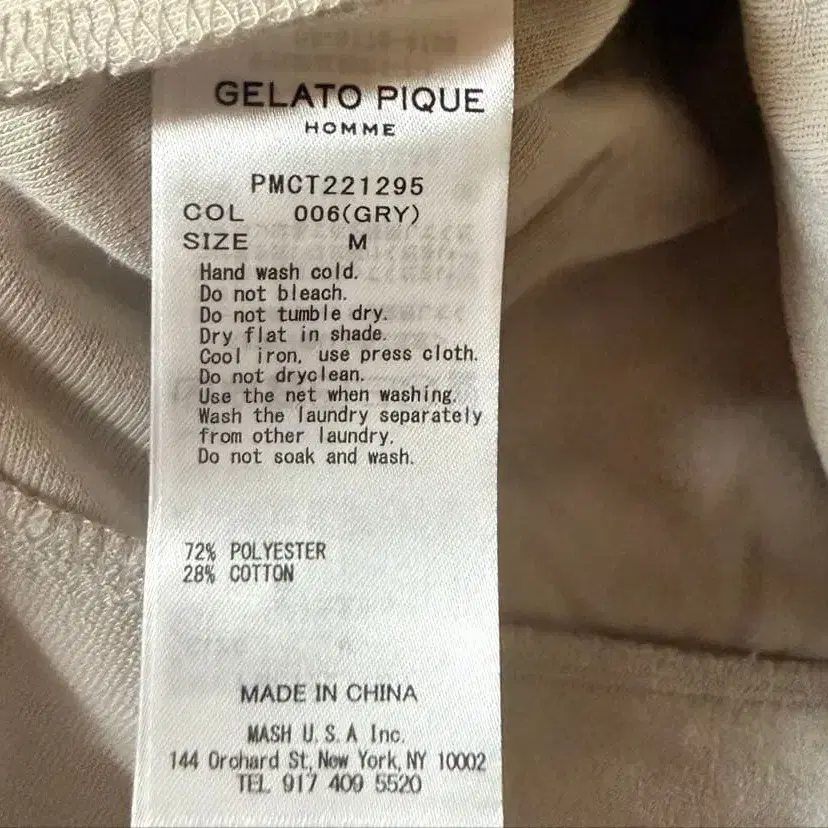 GELATO PIQUE
HOMME
PMCT221295
COL 006(GRY)
SIZE M
Hand wash cold.
Do not bleach.
Do not tumble dry.
Dry flat in shade.
Cool iron, use press cloth.
Do not dryclean.
Use the net when washing.
Wash the laundry separately
from other laundry.
Do not soak and wash.
72% POLYESTER
28% COTTON
MADE IN CHINA
MASH U.S.A Inc.
144 Orchard St, New York, NY 10002
TEL 917 409 5520